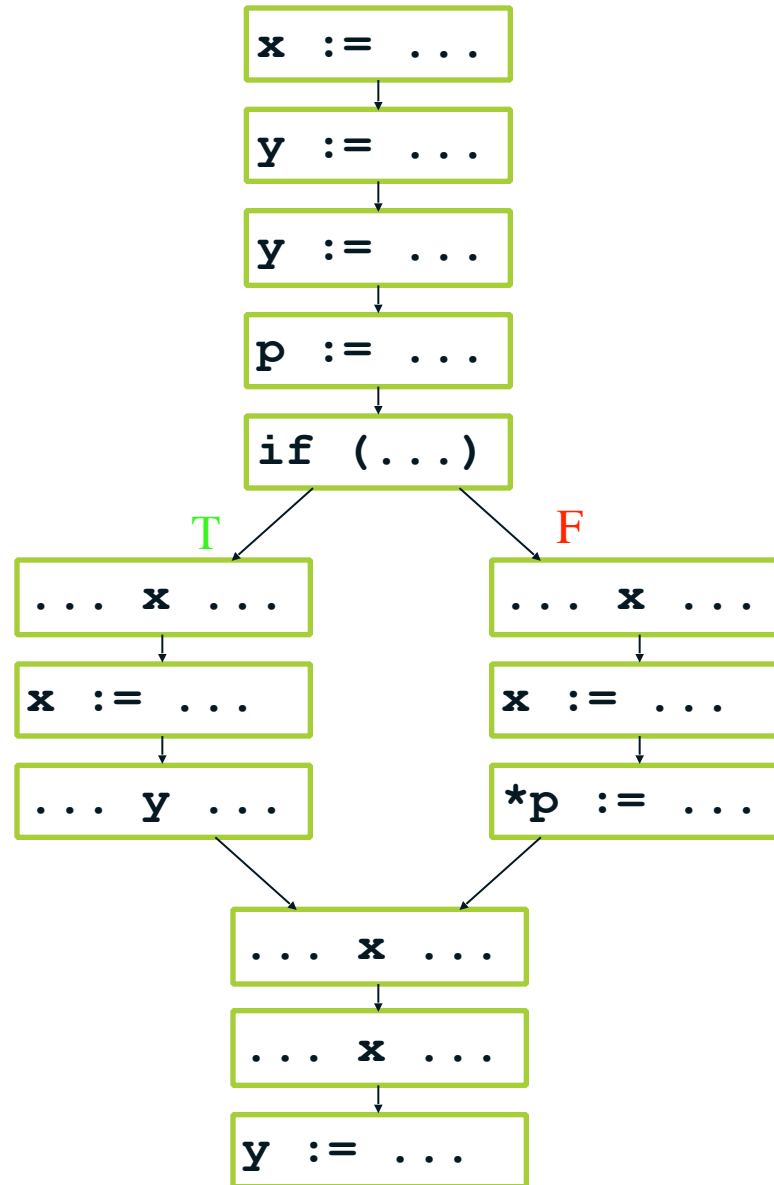 x := ...
y := ...
y := ...
p := ...
if (...)
T
F
... x ...
x := ...
... y ...
... x ...
x := ...
*p := ...
... x ...
... x ...
y := ...